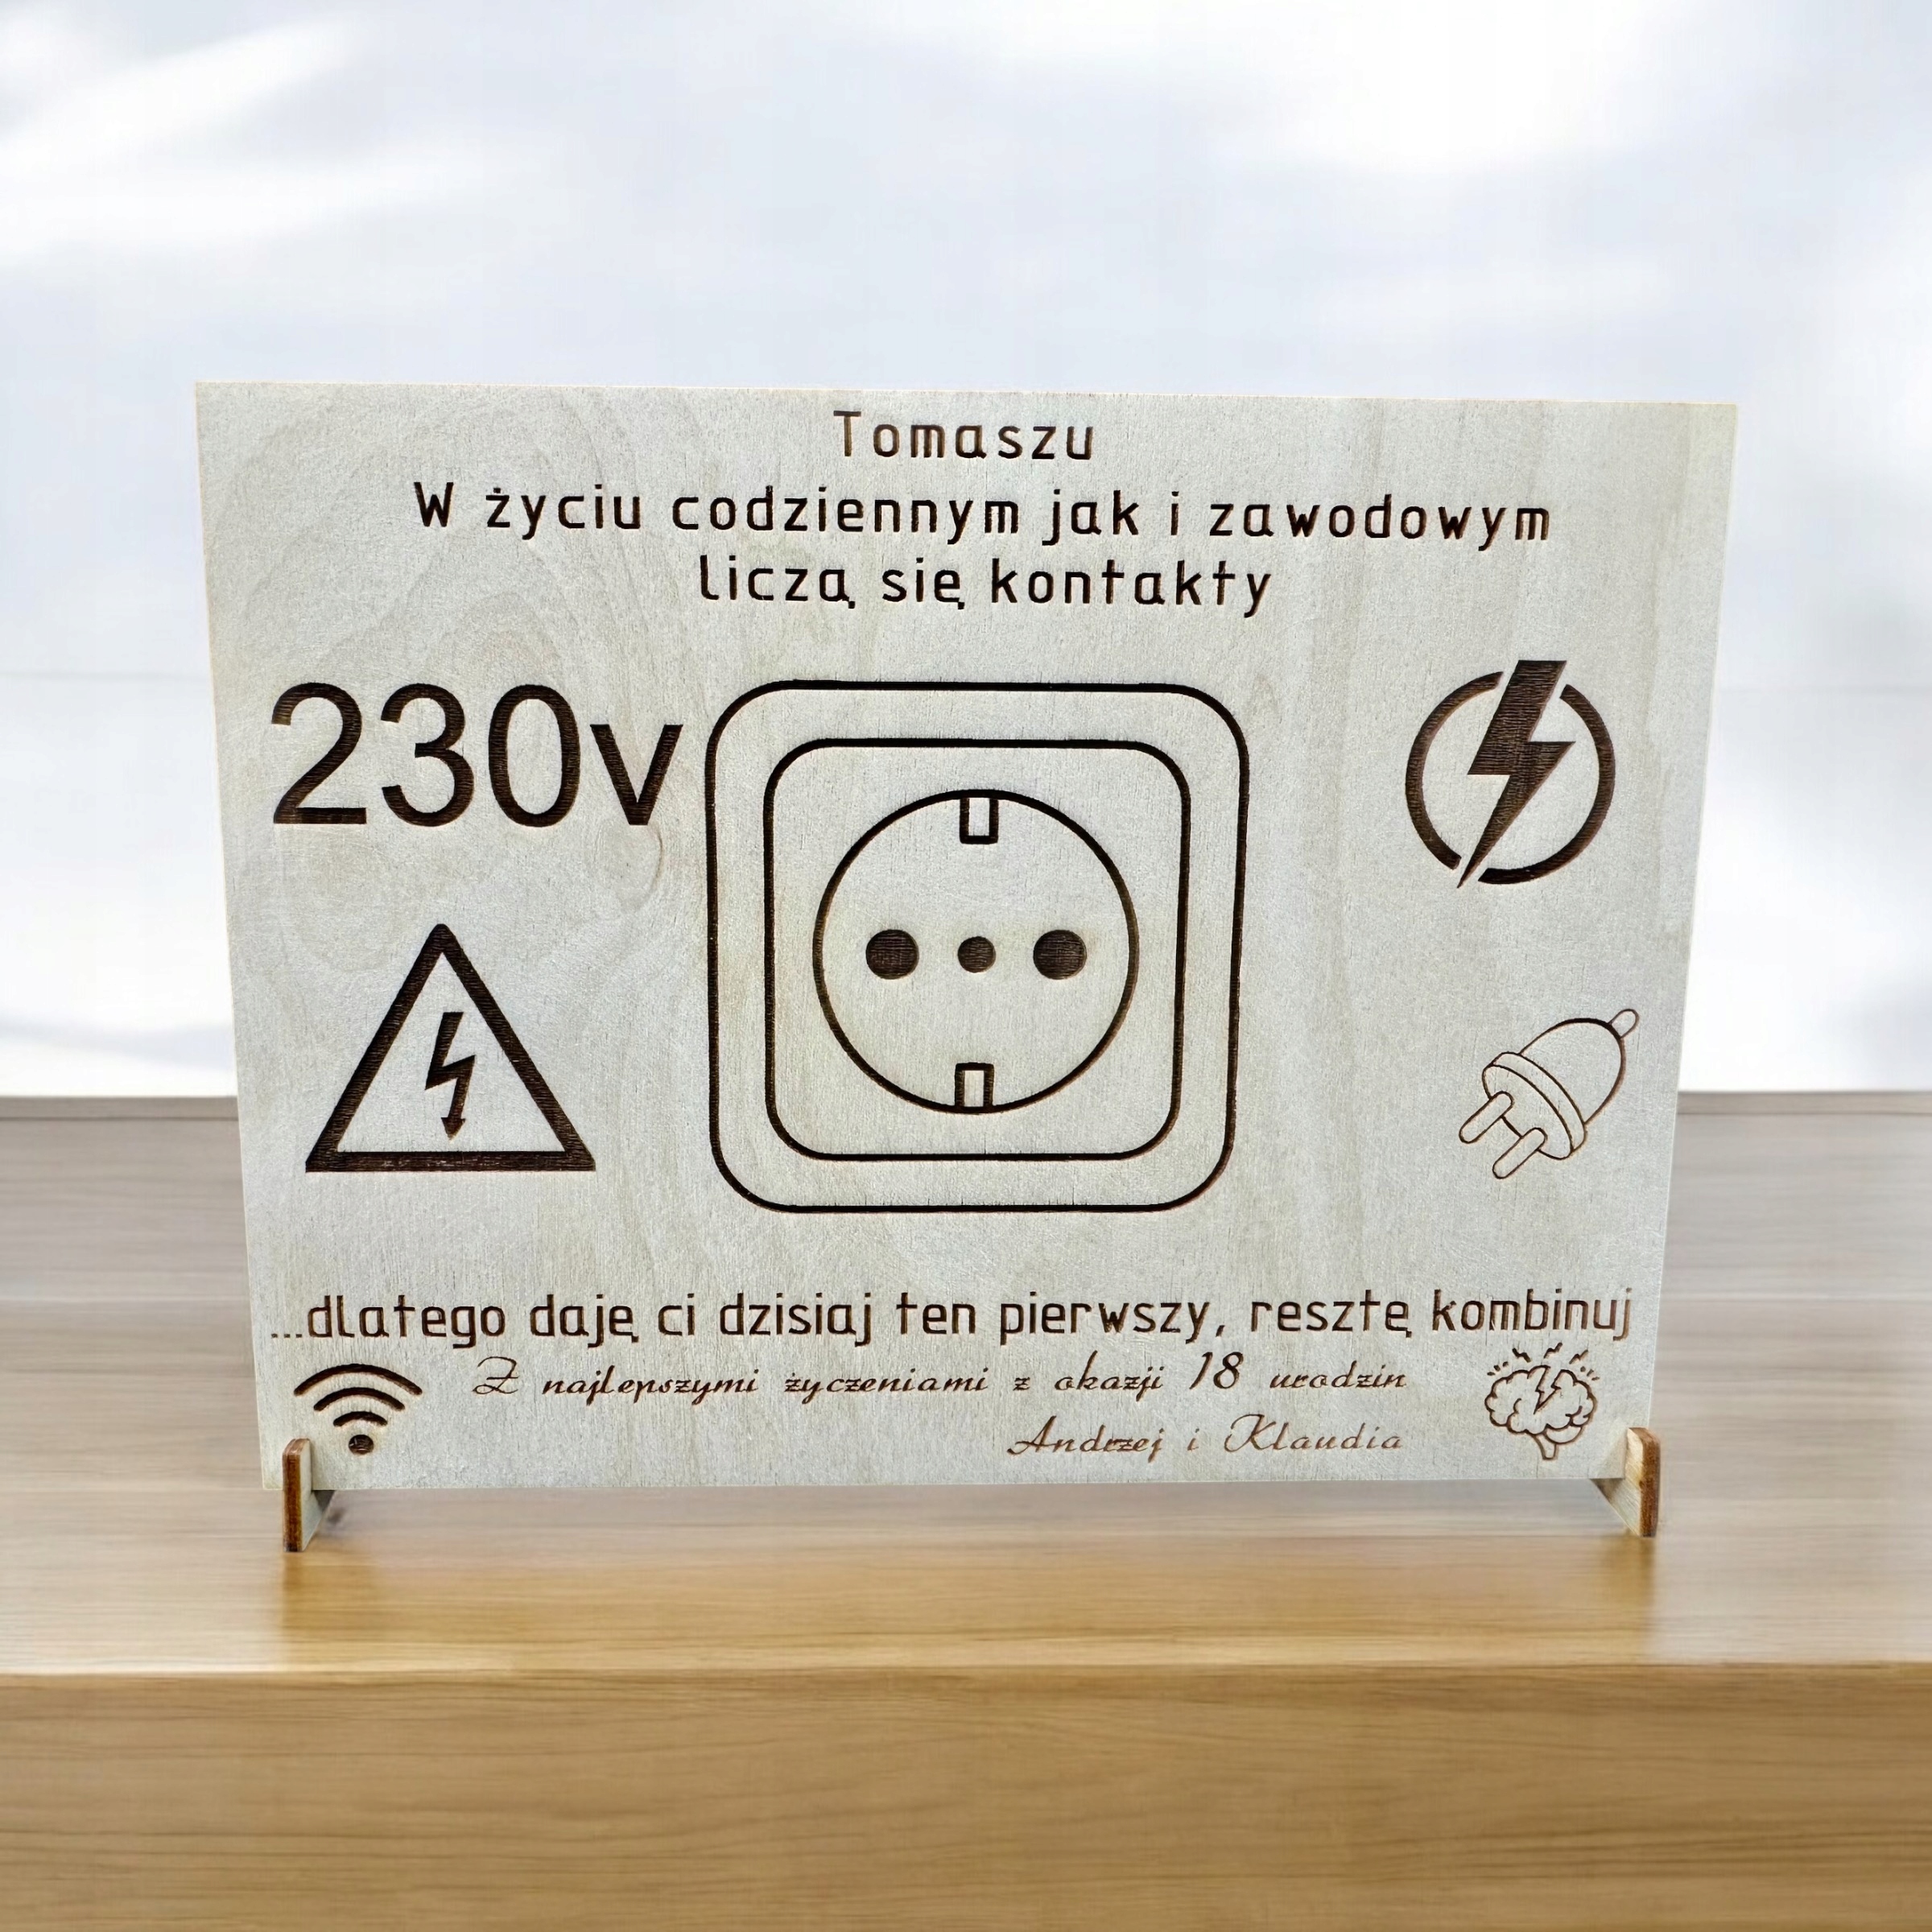 Tomaszu
W życiu codziennym jak i zawodowym
liczą się kontakty
230v
...dlatego daję ci dzisiaj ten pierwszy, resztę kombinuj
Z najlepszymi życzeniami z okazji 18 urodzin
Andrzej i Klaudia